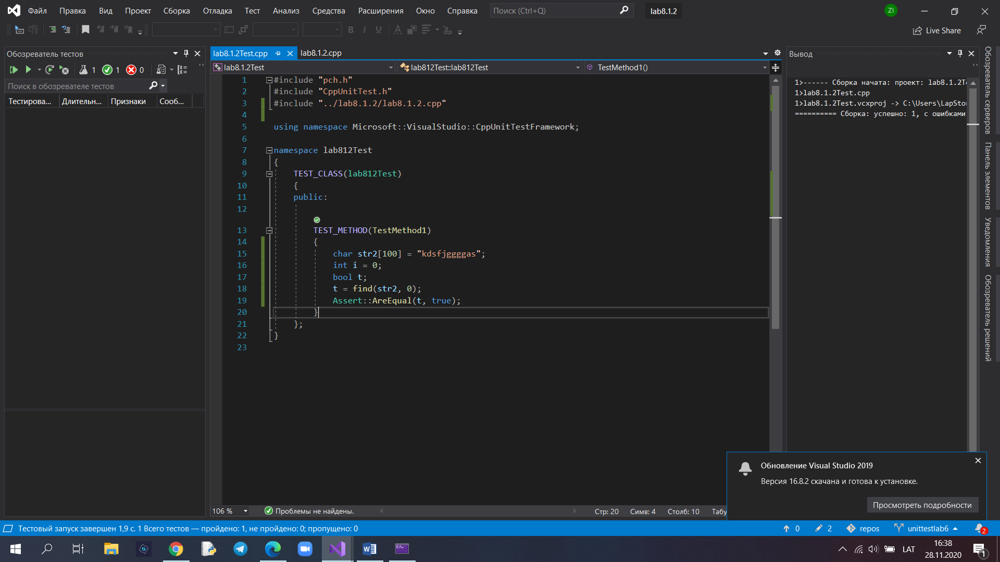 Файл Правка Вид Проект Сборка Отладка Тест Анализ Средства Расширения Окно Справка Поиск (Ctrl+Q) lab8.1.2 ZI
B I U A Live Share
Обозреватель тестов
1 1 0
Поиск в обозревателе тестов
Тестирова... Длительн... Признаки Сооб...
lab8.1.2Test.cpp lab8.1.2.cpp
lab8.1.2Test lab812Test::lab812Test TestMethod1()
1 #include "pch.h"
2 #include "CppUnitTest.h"
3 #include "../lab8.1.2/lab8.1.2.cpp"
4
5 using namespace Microsoft::VisualStudio::CppUnitTestFramework;
6
7 namespace lab812Test
8 {
9 TEST_CLASS(lab812Test)
10 {
11 public:
12
13 TEST_METHOD(TestMethod1)
14 {
15 char str2[100] = "kdsfjggggas";
16 int i = 0;
17 bool t;
18 t = find(str2, 0);
19 Assert::AreEqual(t, true);
20 }
21 };
22 }
23
106 % Проблемы не найдены. Стр: 20 Симв: 4 Столб: 10 Табу
Вывод
1>------ Сборка начата: проект: lab8.1.2Te
1>lab8.1.2Test.cpp
1>lab8.1.2Test.vcxproj -> C:\Users\LapSto
========== Сборка: успешно: 1, с ошибками
Обозреватель серверов
Панель элементов
Уведомления
Обозреватель решений
Обновление Visual Studio 2019
Версия 16.8.2 скачана и готова к установке.
Просмотреть подробности
Тестовый запуск завершен 1,9 с. 1 Всего тестов — пройдено: 1, не пройдено: 0; пропущено: 0 0 2 repos unittestlab6 2
LAT 16:38
28.11.2020 1